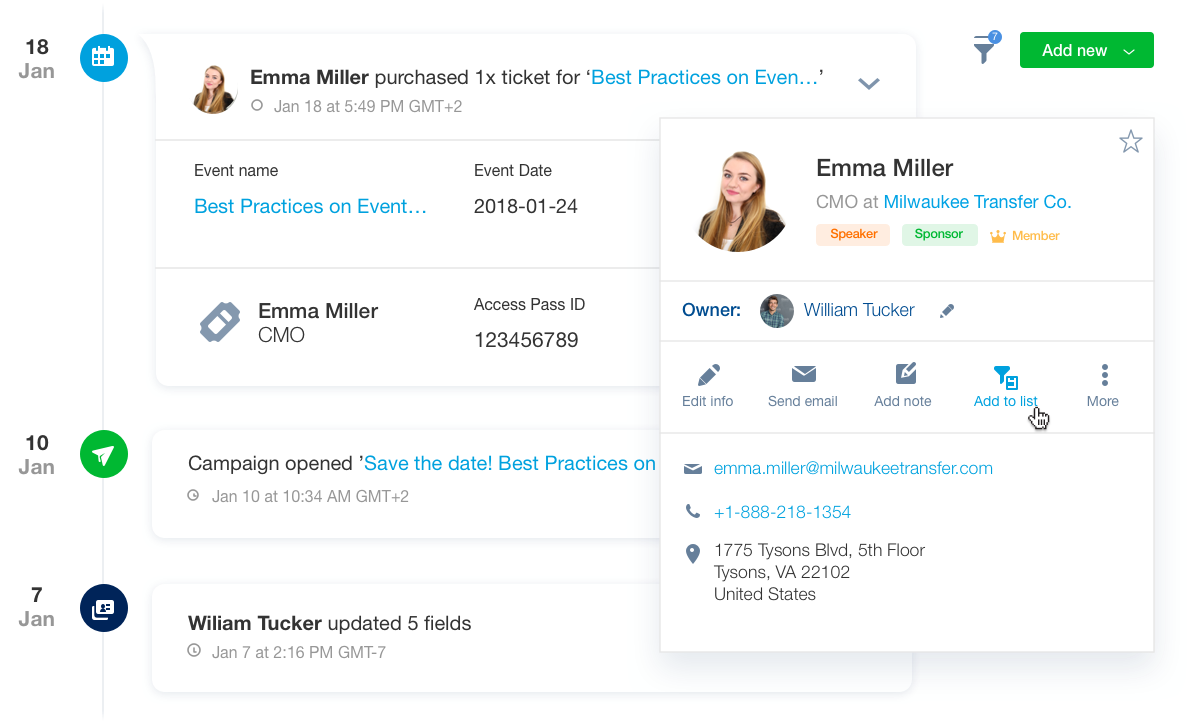 18
Jan
Emma Miller purchased 1x ticket for ‘Best Practices on Even…’
Jan 18 at 5:49 PM GMT+2
7
Add new
Event name
Event Date
Best Practices on Event…
2018-01-24
Emma Miller
CMO
Access Pass ID
123456789
10
Jan
Campaign opened ’Save the date! Best Practices on
Jan 10 at 10:34 AM GMT+2
7
Jan
Wiliam Tucker updated 5 fields
Jan 7 at 2:16 PM GMT-7
Emma Miller
CMO at Milwaukee Transfer Co.
Speaker
Sponsor
Member
Owner:
William Tucker
Edit info
Send email
Add note
Add to list
More
emma.miller@milwaukeetransfer.com
+1-888-218-1354
1775 Tysons Blvd, 5th Floor
Tysons, VA 22102
United States